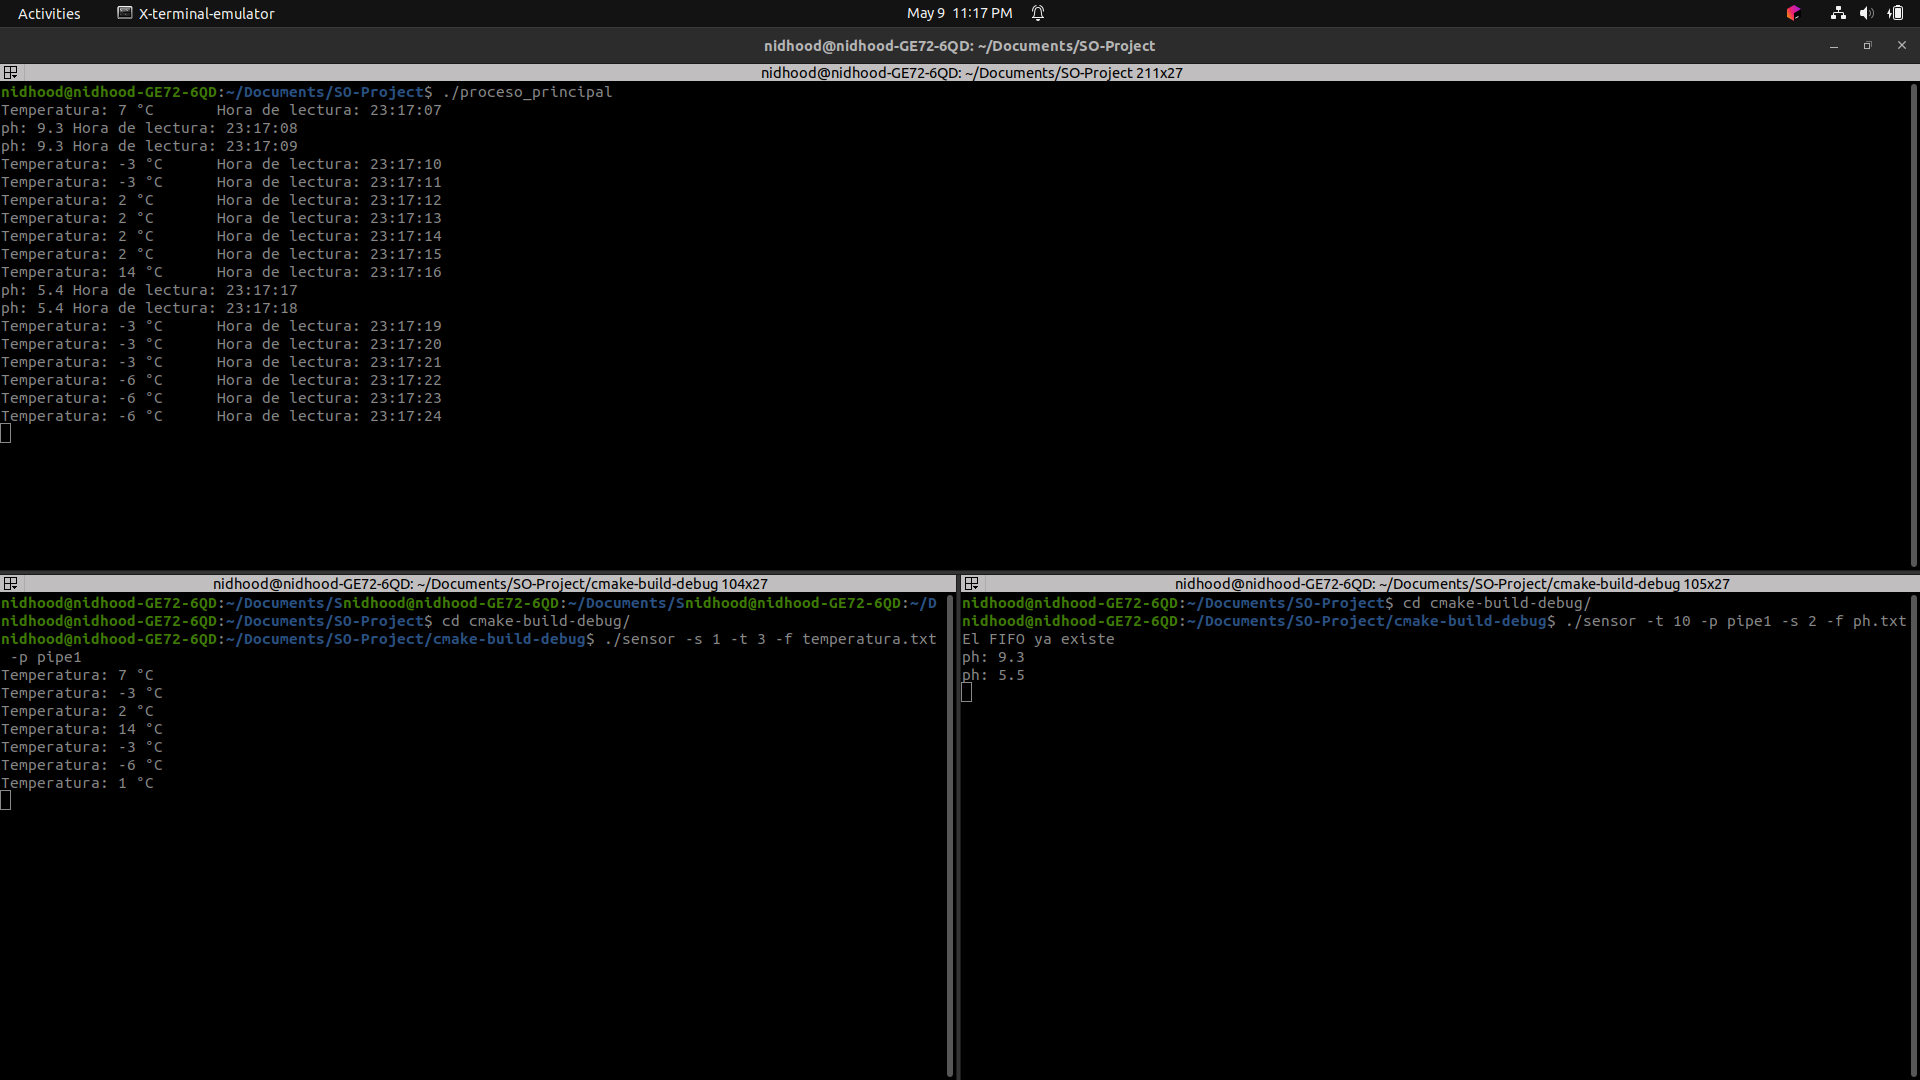 Activities
X-terminal-emulator
May 9 11:17 PM
nidhood@nidhood-GE72-6QD: ~/Documents/SO-Project
nidhood@nidhood-GE72-6QD: ~/Documents/SO-Project 211x27
nidhood@nidhood-GE72-6QD:~/Documents/SO-Project$ ./proceso_principal
Temperatura: 7 °C Hora de lectura: 23:17:07
ph: 9.3 Hora de lectura: 23:17:08
ph: 9.3 Hora de lectura: 23:17:09
Temperatura: -3 °C Hora de lectura: 23:17:10
Temperatura: -3 °C Hora de lectura: 23:17:11
Temperatura: 2 °C Hora de lectura: 23:17:12
Temperatura: 2 °C Hora de lectura: 23:17:13
Temperatura: 2 °C Hora de lectura: 23:17:14
Temperatura: 2 °C Hora de lectura: 23:17:15
Temperatura: 14 °C Hora de lectura: 23:17:16
ph: 5.4 Hora de lectura: 23:17:17
ph: 5.4 Hora de lectura: 23:17:18
Temperatura: -3 °C Hora de lectura: 23:17:19
Temperatura: -3 °C Hora de lectura: 23:17:20
Temperatura: -3 °C Hora de lectura: 23:17:21
Temperatura: -6 °C Hora de lectura: 23:17:22
Temperatura: -6 °C Hora de lectura: 23:17:23
Temperatura: -6 °C Hora de lectura: 23:17:24
nidhood@nidhood-GE72-6QD: ~/Documents/SO-Project/cmake-build-debug 104x27
nidhood@nidhood-GE72-6QD:~/Documents/Snidhood@nidhood-GE72-6QD:~/Documents/Snidhood@nidhood-GE72-6QD:~/D
nidhood@nidhood-GE72-6QD:~/Documents/SO-Project$ cd cmake-build-debug/
nidhood@nidhood-GE72-6QD:~/Documents/SO-Project/cmake-build-debug$ ./sensor -s 1 -t 3 -f temperatura.txt
-p pipe1
Temperatura: 7 °C
Temperatura: -3 °C
Temperatura: 2 °C
Temperatura: 14 °C
Temperatura: -3 °C
Temperatura: -6 °C
Temperatura: 1 °C
nidhood@nidhood-GE72-6QD: ~/Documents/SO-Project/cmake-build-debug 105x27
nidhood@nidhood-GE72-6QD:~/Documents/SO-Project$ cd cmake-build-debug/
nidhood@nidhood-GE72-6QD:~/Documents/SO-Project/cmake-build-debug$ ./sensor -t 10 -p pipe1 -s 2 -f ph.txt
El FIFO ya existe
ph: 9.3
ph: 5.5